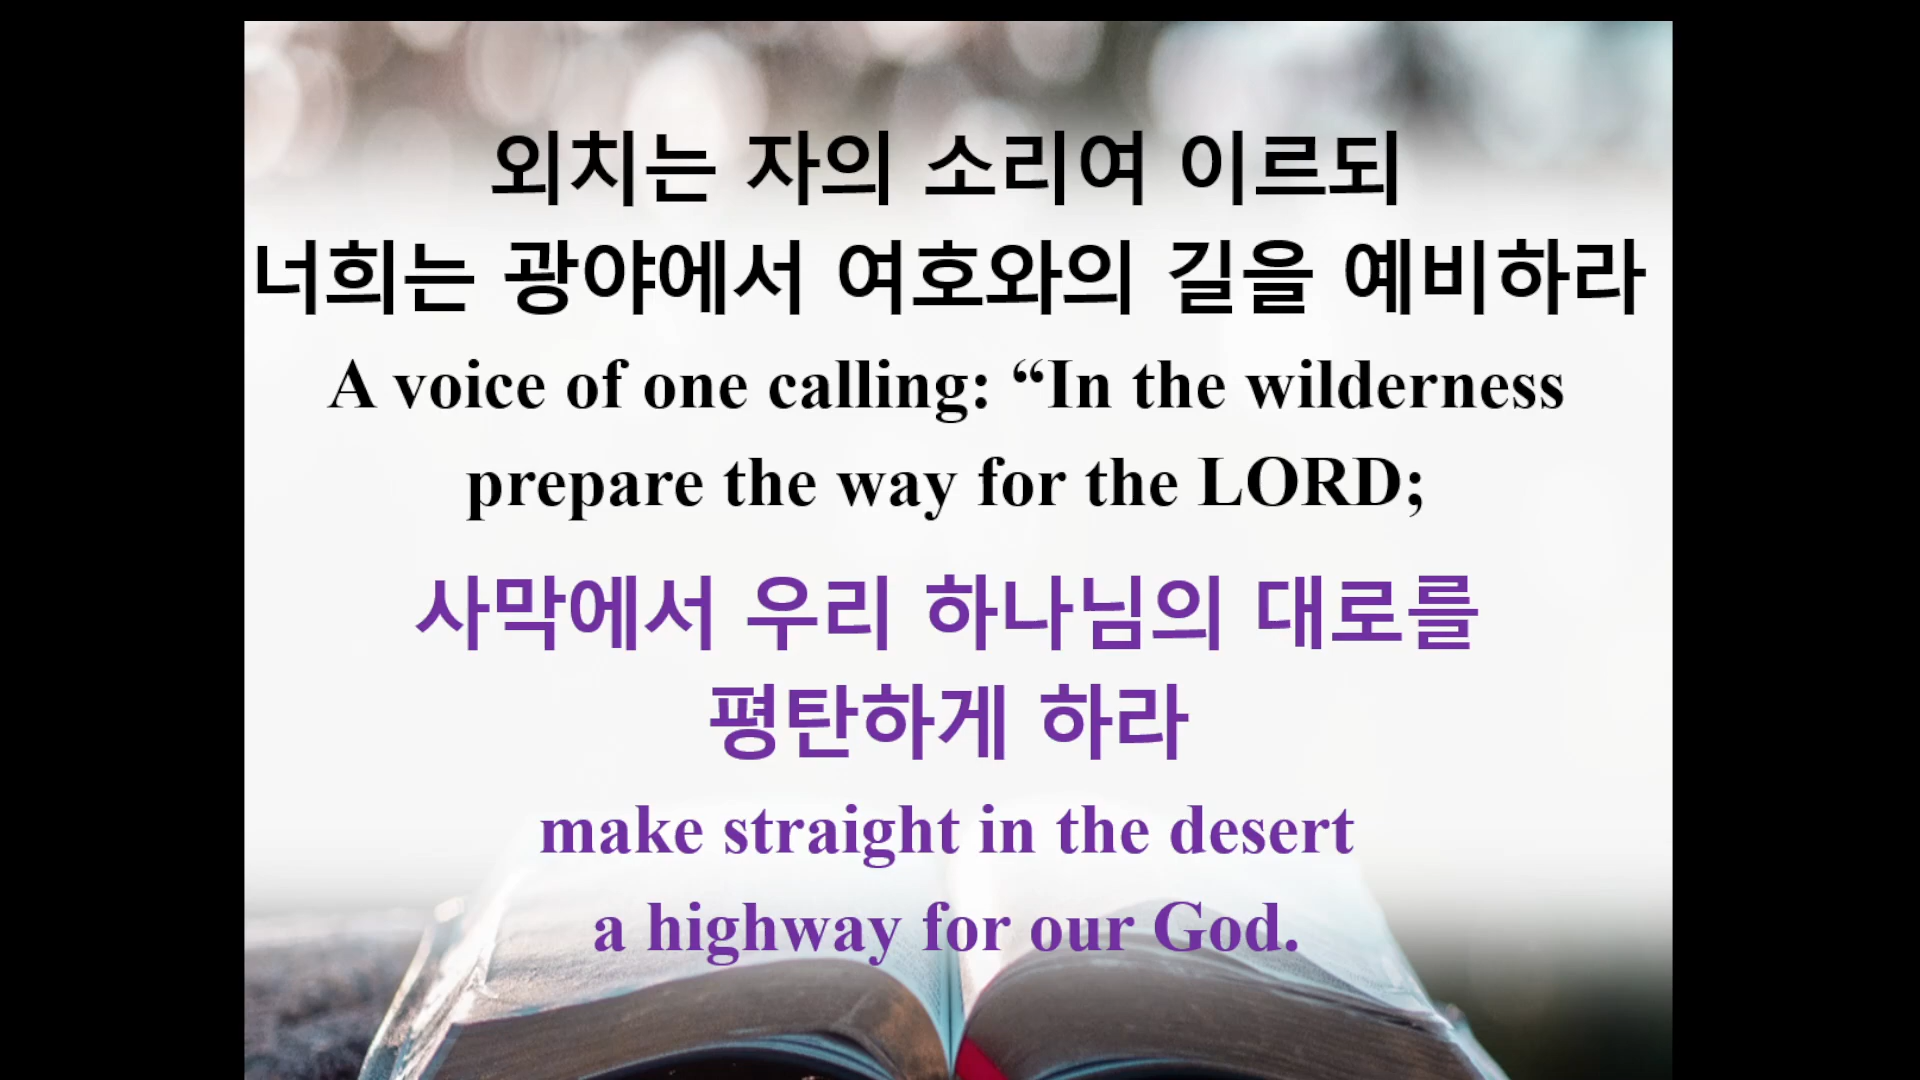 외치는 자의 소리여 이르되
너희는 광야에서 여호와의 길을 예비하라
A voice of one calling: “In the wilderness
prepare the way for the LORD;
사막에서 우리 하나님의 대로를
평탄하게 하라
make straight in the desert
a highway for our God.